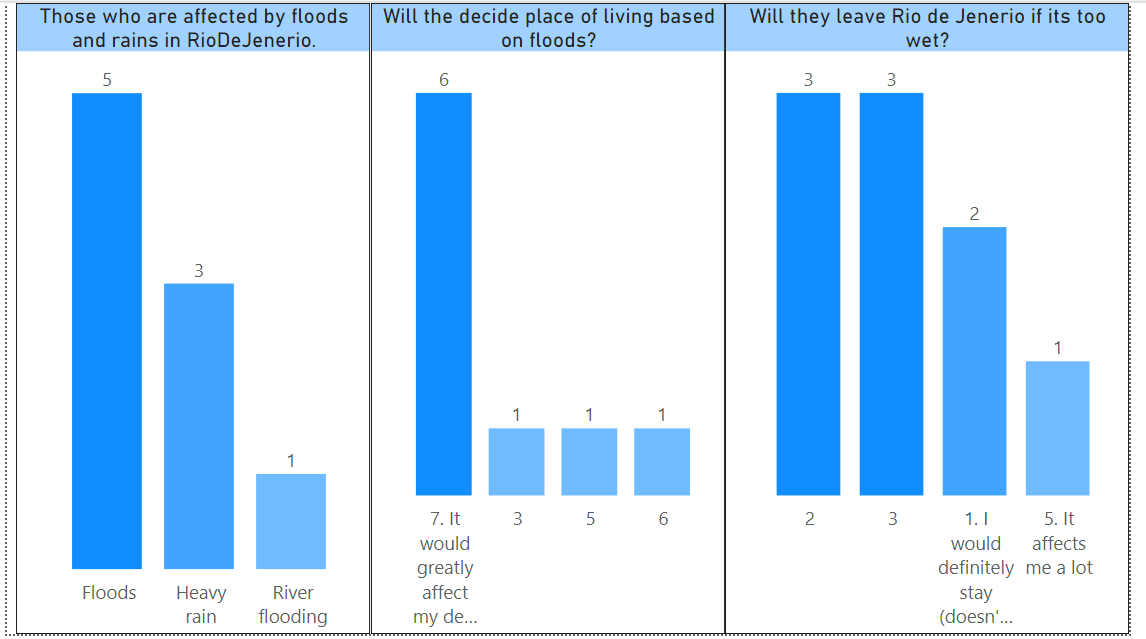 Those who are affected by floods
and rains in RioDeJenerio.
5
3
1
Floods
Heavy
rain
River
flooding
Will the decide place of living based
on floods?
6
1
1
1
7. It
would
greatly
affect
my de...
3
5
6
Will they leave Rio de Jenerio if its too
wet?
3
3
2
1
2
3
1. I
would
definitely
stay
(doesn'...
5. It
affects
me a lot